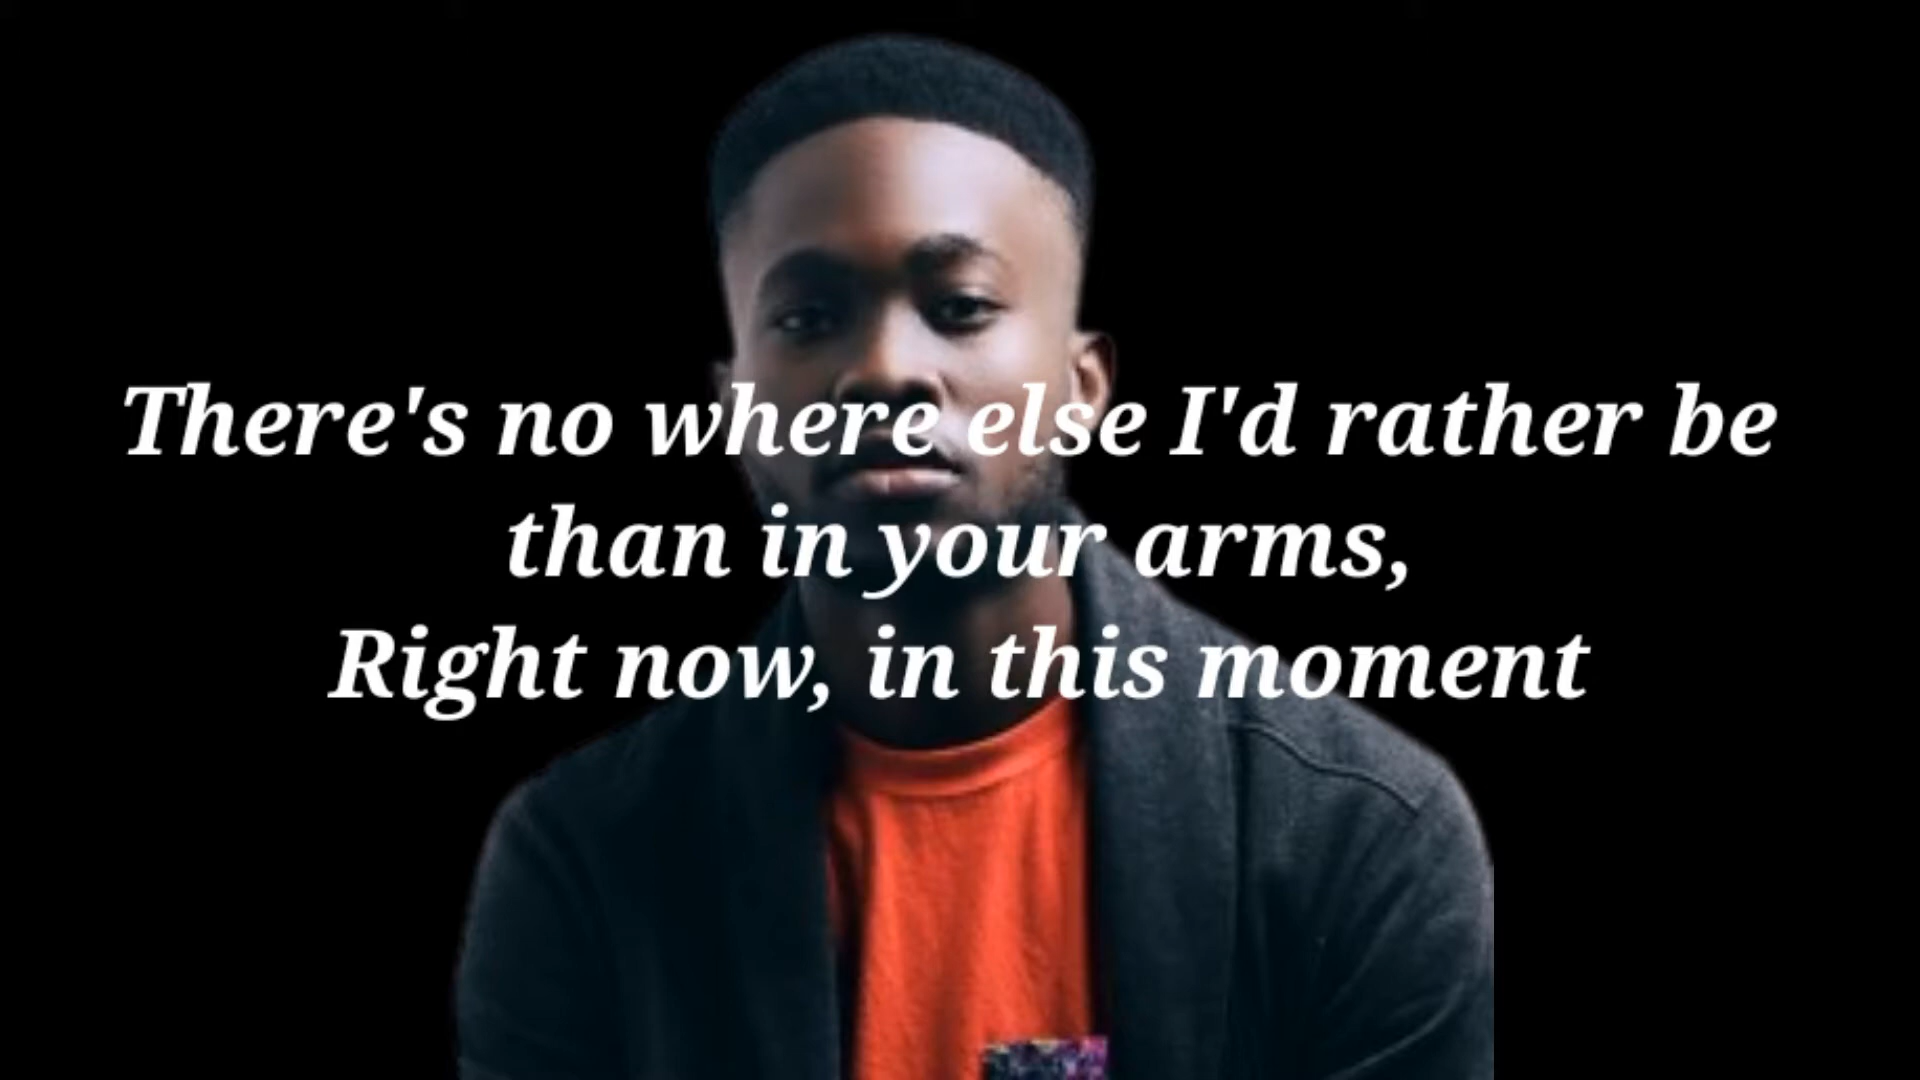 There's no where else I'd rather be
than in your arms,
Right now, in this moment